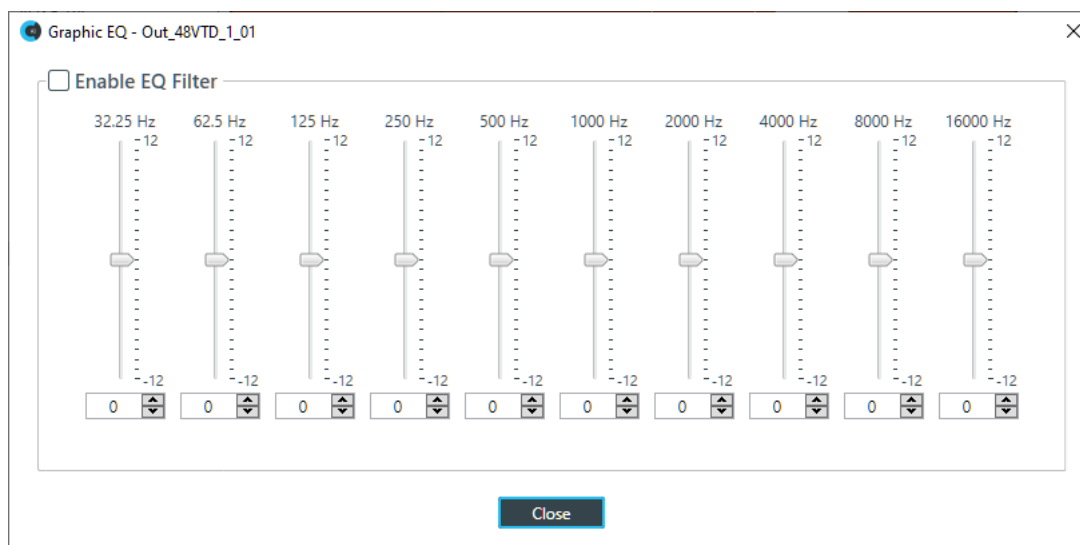 Graphic EQ - Out_48VTD_1_01
Enable EQ Filter
32.25 Hz 62.5 Hz 125 Hz 250 Hz 500 Hz 1000 Hz 2000 Hz 4000 Hz 8000 Hz 16000 Hz
12 12 12 12 12 12 12 12 12 12
-12 -12 -12 -12 -12 -12 -12 -12 -12 -12
0 0 0 0 0 0 0 0 0 0
Close